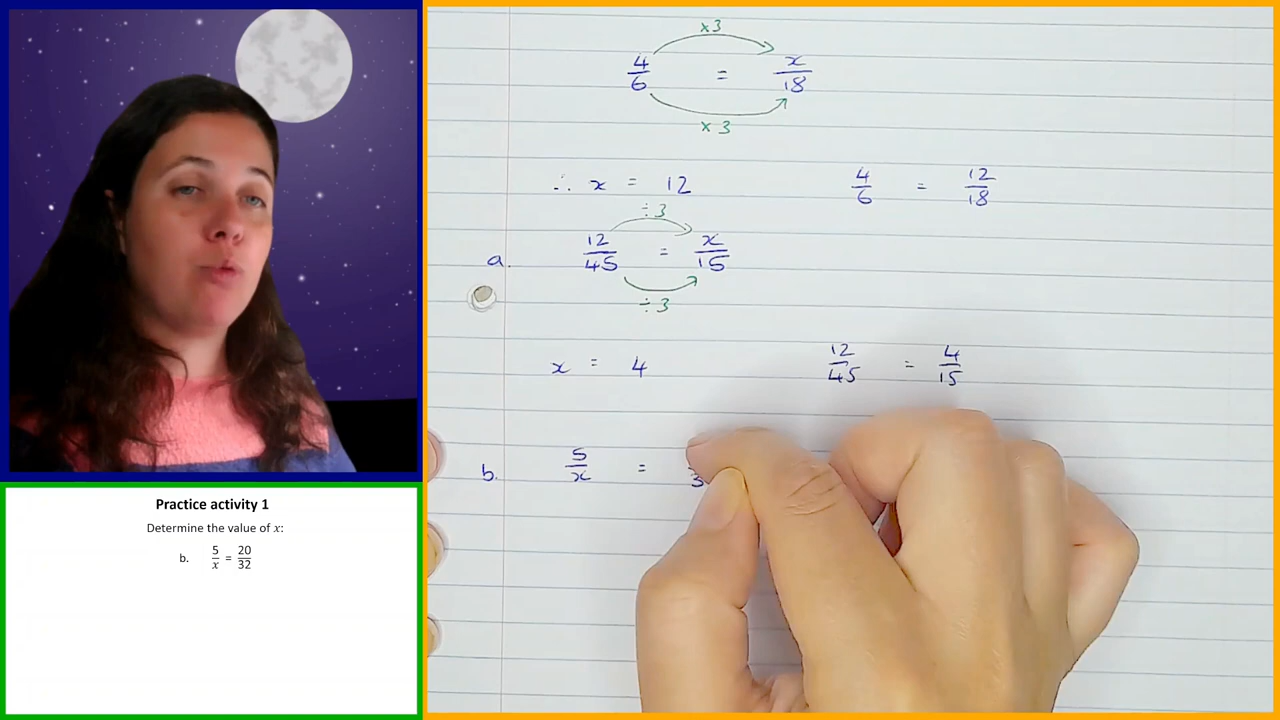 ×3
4/6 = x/18
×3
∴ x = 12 4/6 = 12/18
÷3
a. 12/45 = x/15
÷3
x = 4 12/45 = 4/15
b. 5/x = 3
Practice activity 1
Determine the value of x:
b. 5/x = 20/32